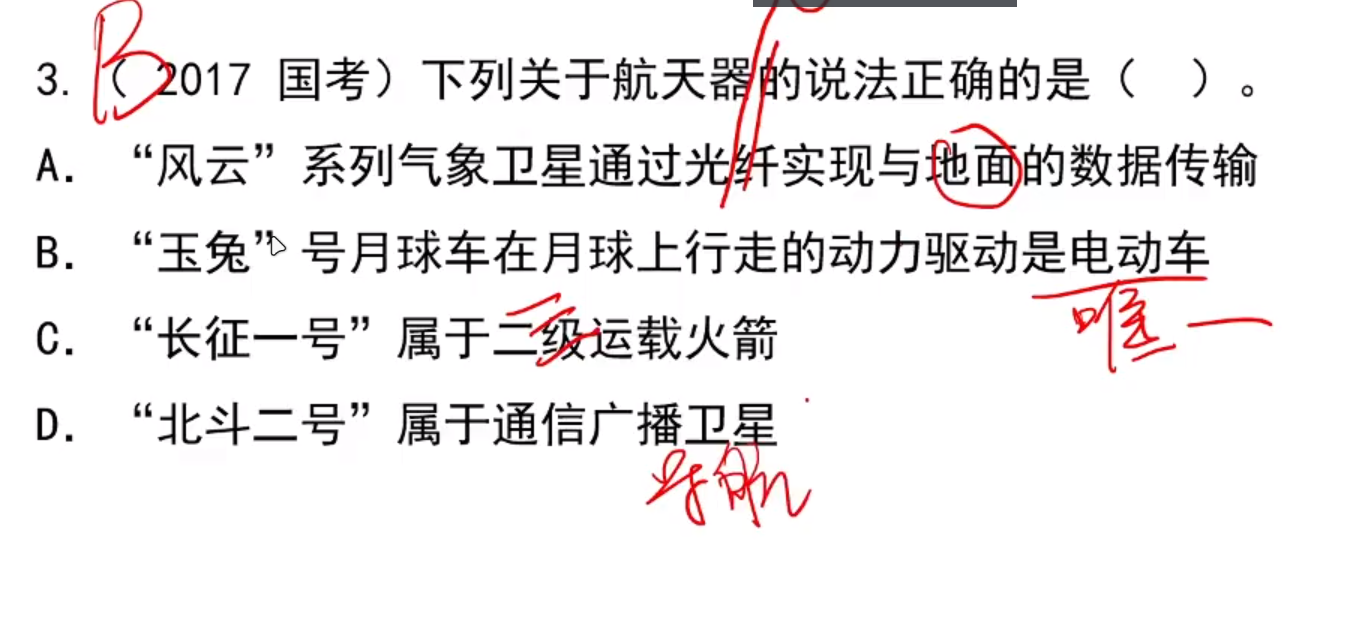 B
3.（2017 国考）下列关于航天器的说法正确的是（ ）。
A. “风云”系列气象卫星通过光纤实现与地面的数据传输
B. “玉兔”号月球车在月球上行走的动力驱动是电动车
唯一
C. “长征一号”属于二级运载火箭
三
D. “北斗二号”属于通信广播卫星
导航